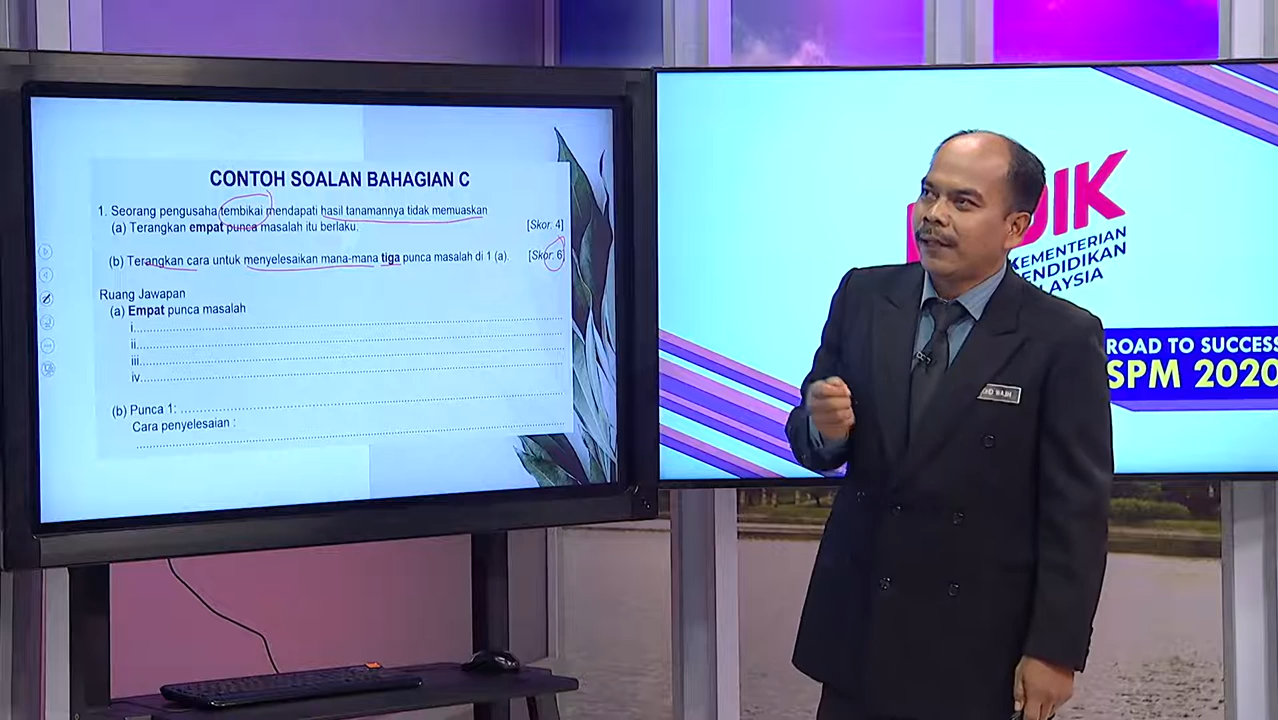 CONTOH SOALAN BAHAGIAN C
1. Seorang pengusaha tembikai mendapati hasil tanamannya tidak memuaskan
(a) Terangkan empat punca masalah itu berlaku. [Skor: 4]
(b) Terangkan cara untuk menyelesaikan mana-mana tiga punca masalah di 1 (a). [Skor: 6]
Ruang Jawapan
(a) Empat punca masalah
i.
ii.
iii.
iv.
(b) Punca 1:
Cara penyelesaian :
DIK
KEMENTERIAN
PENDIDIKAN
MALAYSIA
ROAD TO SUCCESS
SPM 2020